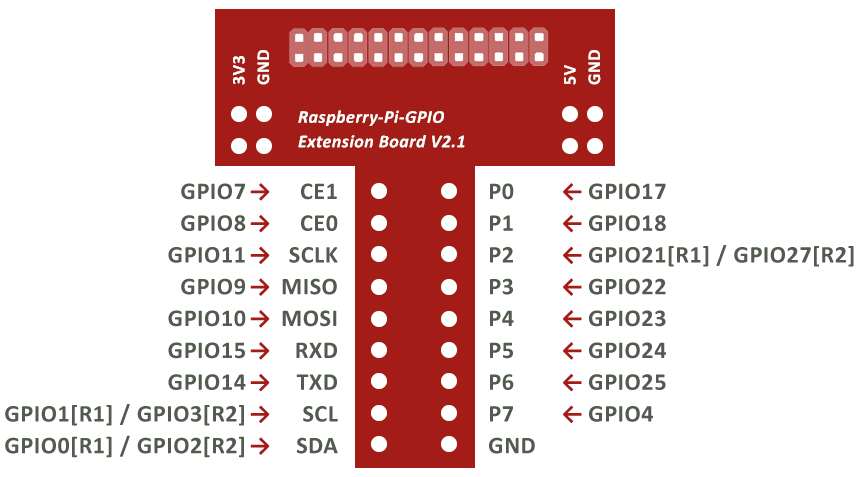 3V3 GND 5V GND
Raspberry-Pi-GPIO
Extension Board V2.1
GPIO7 → CE1 P0 ← GPIO17
GPIO8 → CE0 P1 ← GPIO18
GPIO11 → SCLK P2 ← GPIO21[R1] / GPIO27[R2]
GPIO9 → MISO P3 ← GPIO22
GPIO10 → MOSI P4 ← GPIO23
GPIO15 → RXD P5 ← GPIO24
GPIO14 → TXD P6 ← GPIO25
GPIO1[R1] / GPIO3[R2] → SCL P7 ← GPIO4
GPIO0[R1] / GPIO2[R2] → SDA GND